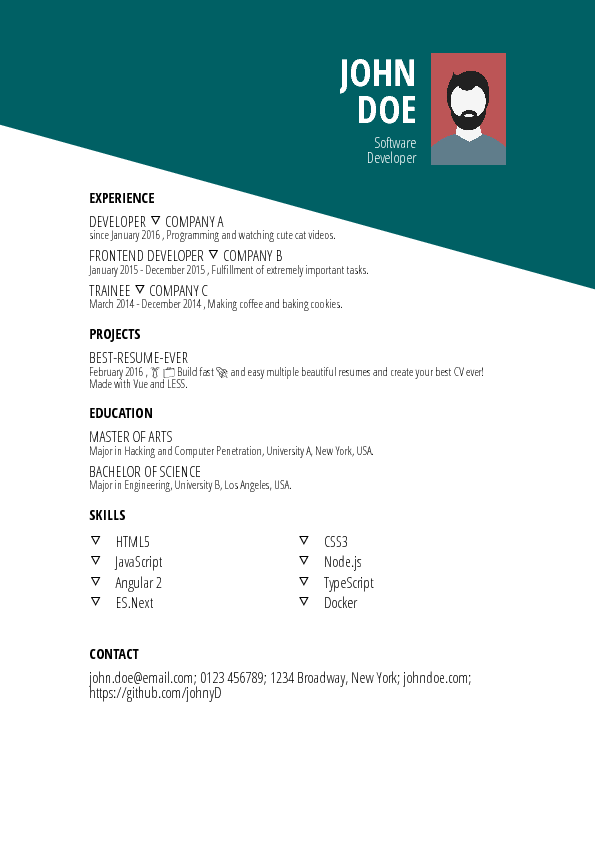 JOHN
DOE
Software
Developer
EXPERIENCE
DEVELOPER ▽ COMPANY A
since January 2016 , Programming and watching cute cat videos.
FRONTEND DEVELOPER ▽ COMPANY B
January 2015 - December 2015 , Fulfillment of extremely important tasks.
TRAINEE ▽ COMPANY C
March 2014 - December 2014 , Making coffee and baking cookies.
PROJECTS
BEST-RESUME-EVER
February 2016 , 👔 💼 Build fast 🚀 and easy multiple beautiful resumes and create your best CV ever!
Made with Vue and LESS.
EDUCATION
MASTER OF ARTS
Major in Hacking and Computer Penetration, University A, New York, USA.
BACHELOR OF SCIENCE
Major in Engineering, University B, Los Angeles, USA.
SKILLS
▽ HTML5 ▽ CSS3
▽ JavaScript ▽ Node.js
▽ Angular 2 ▽ TypeScript
▽ ES.Next ▽ Docker
CONTACT
john.doe@email.com; 0123 456789; 1234 Broadway, New York; johndoe.com;
https://github.com/johnyD